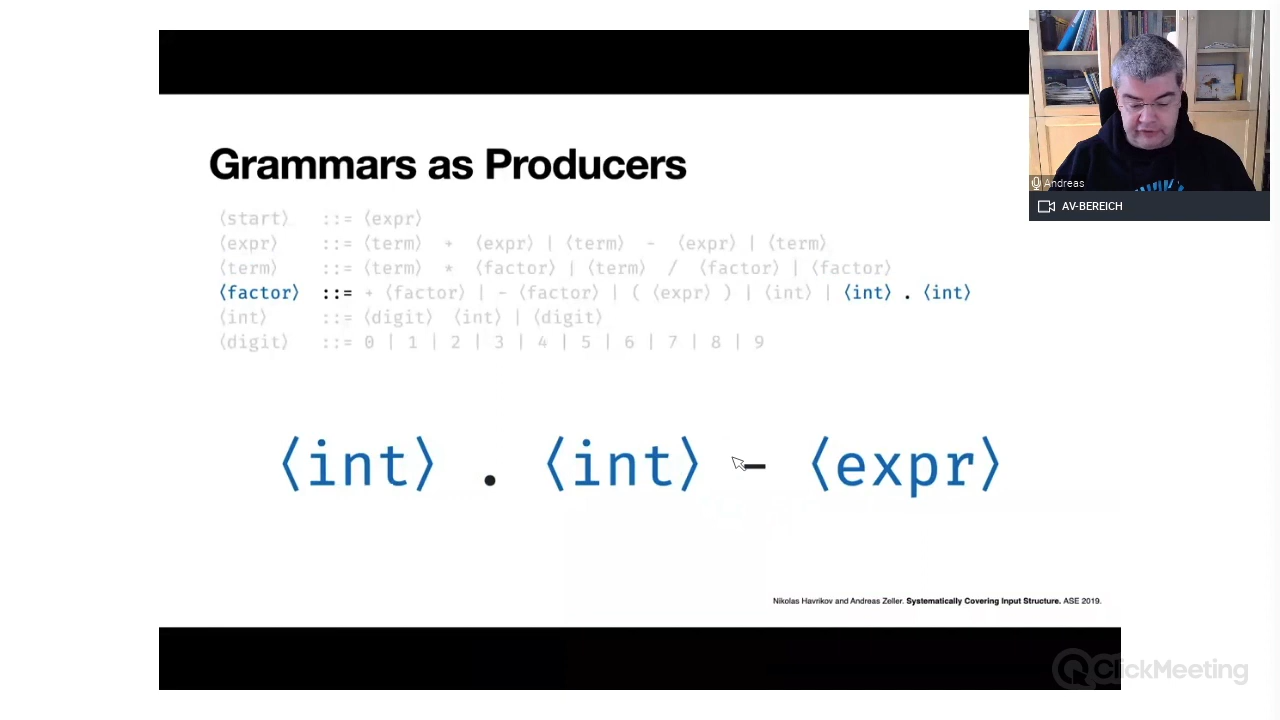 Grammars as Producers
⟨start⟩ ::= ⟨expr⟩
⟨expr⟩ ::= ⟨term⟩ + ⟨expr⟩ | ⟨term⟩ - ⟨expr⟩ | ⟨term⟩
⟨term⟩ ::= ⟨term⟩ * ⟨factor⟩ | ⟨term⟩ / ⟨factor⟩ | ⟨factor⟩
⟨factor⟩ ::= + ⟨factor⟩ | - ⟨factor⟩ | ( ⟨expr⟩ ) | ⟨int⟩ | ⟨int⟩ . ⟨int⟩
⟨int⟩ ::= ⟨digit⟩ ⟨int⟩ | ⟨digit⟩
⟨digit⟩ ::= 0 | 1 | 2 | 3 | 4 | 5 | 6 | 7 | 8 | 9
⟨int⟩ . ⟨int⟩ - ⟨expr⟩
Nikolas Havrikov and Andreas Zeller. Systematically Covering Input Structure. ASE 2019.
Andreas
AV-BEREICH
ClickMeeting